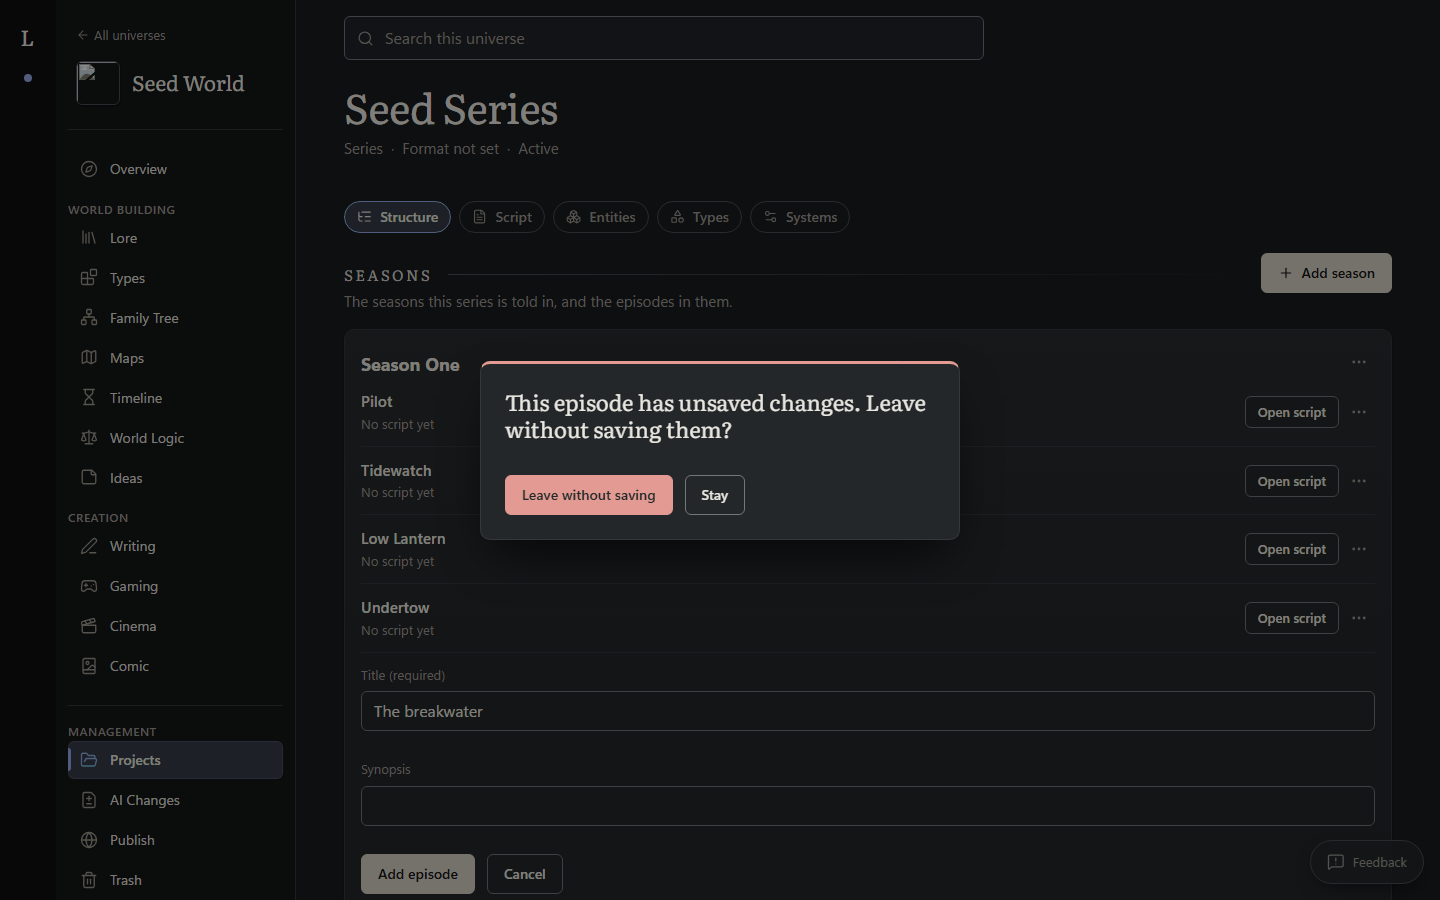 L
All universes
Seed World
Overview
WORLD BUILDING
Lore
Types
Family Tree
Maps
Timeline
World Logic
Ideas
CREATION
Writing
Gaming
Cinema
Comic
MANAGEMENT
Projects
AI Changes
Publish
Trash
Search this universe
Seed Series
Series · Format not set · Active
Structure Script Entities Types Systems
SEASONS
Add season
The seasons this series is told in, and the episodes in them.
Season One
Pilot
No script yet
Open script
Tidewatch
No script yet
Open script
Low Lantern
No script yet
Open script
Undertow
No script yet
Open script
This episode has unsaved changes. Leave
without saving them?
Leave without saving Stay
Title (required)
The breakwater
Synopsis
Add episode Cancel
Feedback